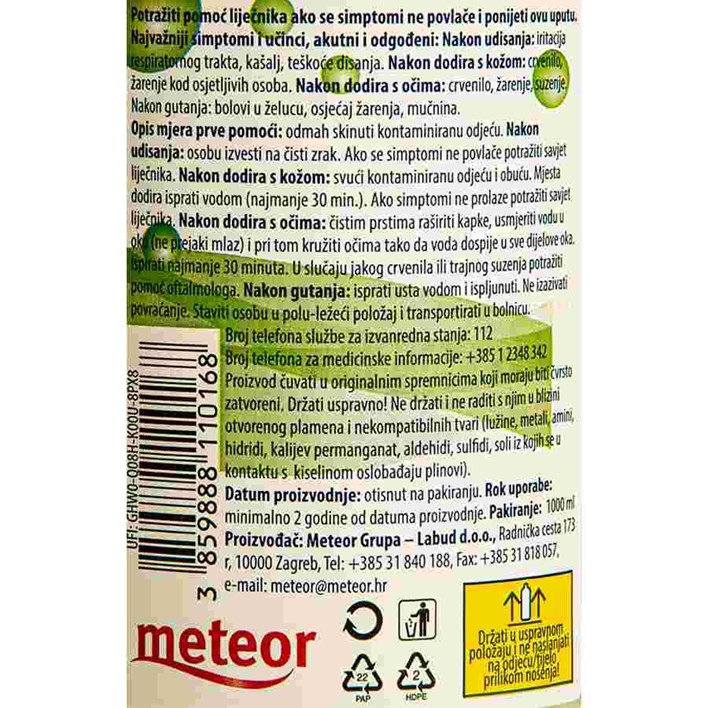 Potražiti pomoć liječnika ako se simptomi ne povlače i ponijeti ovu uputu.
Najvažniji simptomi i učinci, akutni i odgođeni: Nakon udisanja: iritacija
respiratornog trakta, kašalj, teškoće disanja. Nakon dodira s kožom: crvenilo,
žarenje kod osjetljivih osoba. Nakon dodira s očima: crvenilo, žarenje, suzenje.
Nakon gutanja: bolovi u želucu, osjećaj žarenja, mučnina.
Opis mjera prve pomoći: odmah skinuti kontaminiranu odjeću. Nakon
udisanja: osobu izvesti na čisti zrak. Ako se simptomi ne povlače potražiti savjet
liječnika. Nakon dodira s kožom: svući kontaminiranu odjeću i obuću. Mjesta
dodira isprati vodom (najmanje 30 min.). Ako simptomi ne prolaze potražiti savjet
liječnika. Nakon dodira s očima: čistim prstima raširiti kapke, usmjeriti vodu u
oko (ne prejaki mlaz) i pri tom kružiti očima tako da voda dospije u sve dijelove oka.
Ispirati najmanje 30 minuta. U slučaju jakog crvenila ili trajnog suzenja potražiti
pomoć oftalmologa. Nakon gutanja: isprati usta vodom i ispljunuti. Ne izazivati
povraćanje. Staviti osobu u polu-ležeći položaj i transportirati u bolnicu.
Broj telefona službe za izvanredna stanja: 112
Broj telefona za medicinske informacije: +385 1 2348 342
Proizvod čuvati u originalnim spremnicima koji moraju biti čvrsto
zatvoreni. Držati uspravno! Ne držati i ne raditi s njim u blizini
otvorenog plamena i nekompatibilnih tvari (lužine, metali, amini,
hidridi, kalijev permanganat, aldehidi, sulfidi, soli iz kojih se u
kontaktu s kiselinom oslobađaju plinovi).
Datum proizvodnje: otisnut na pakiranju. Rok uporabe:
minimalno 2 godine od datuma proizvodnje. Pakiranje: 1000 ml
Proizvođač: Meteor Grupa – Labud d.o.o., Radnička cesta 173
r, 10000 Zagreb, Tel: +385 31 840 188, Fax: +385 31 818 057,
e-mail: meteor@meteor.hr
UFI: GHW0-Q08H-K00U-8PX8
3 859888 110168
meteor
22
PAP
2
HDPE
Držati u uspravnom
položaju i ne naslanjati
na odjeću/tijelo
prilikom nošenja!